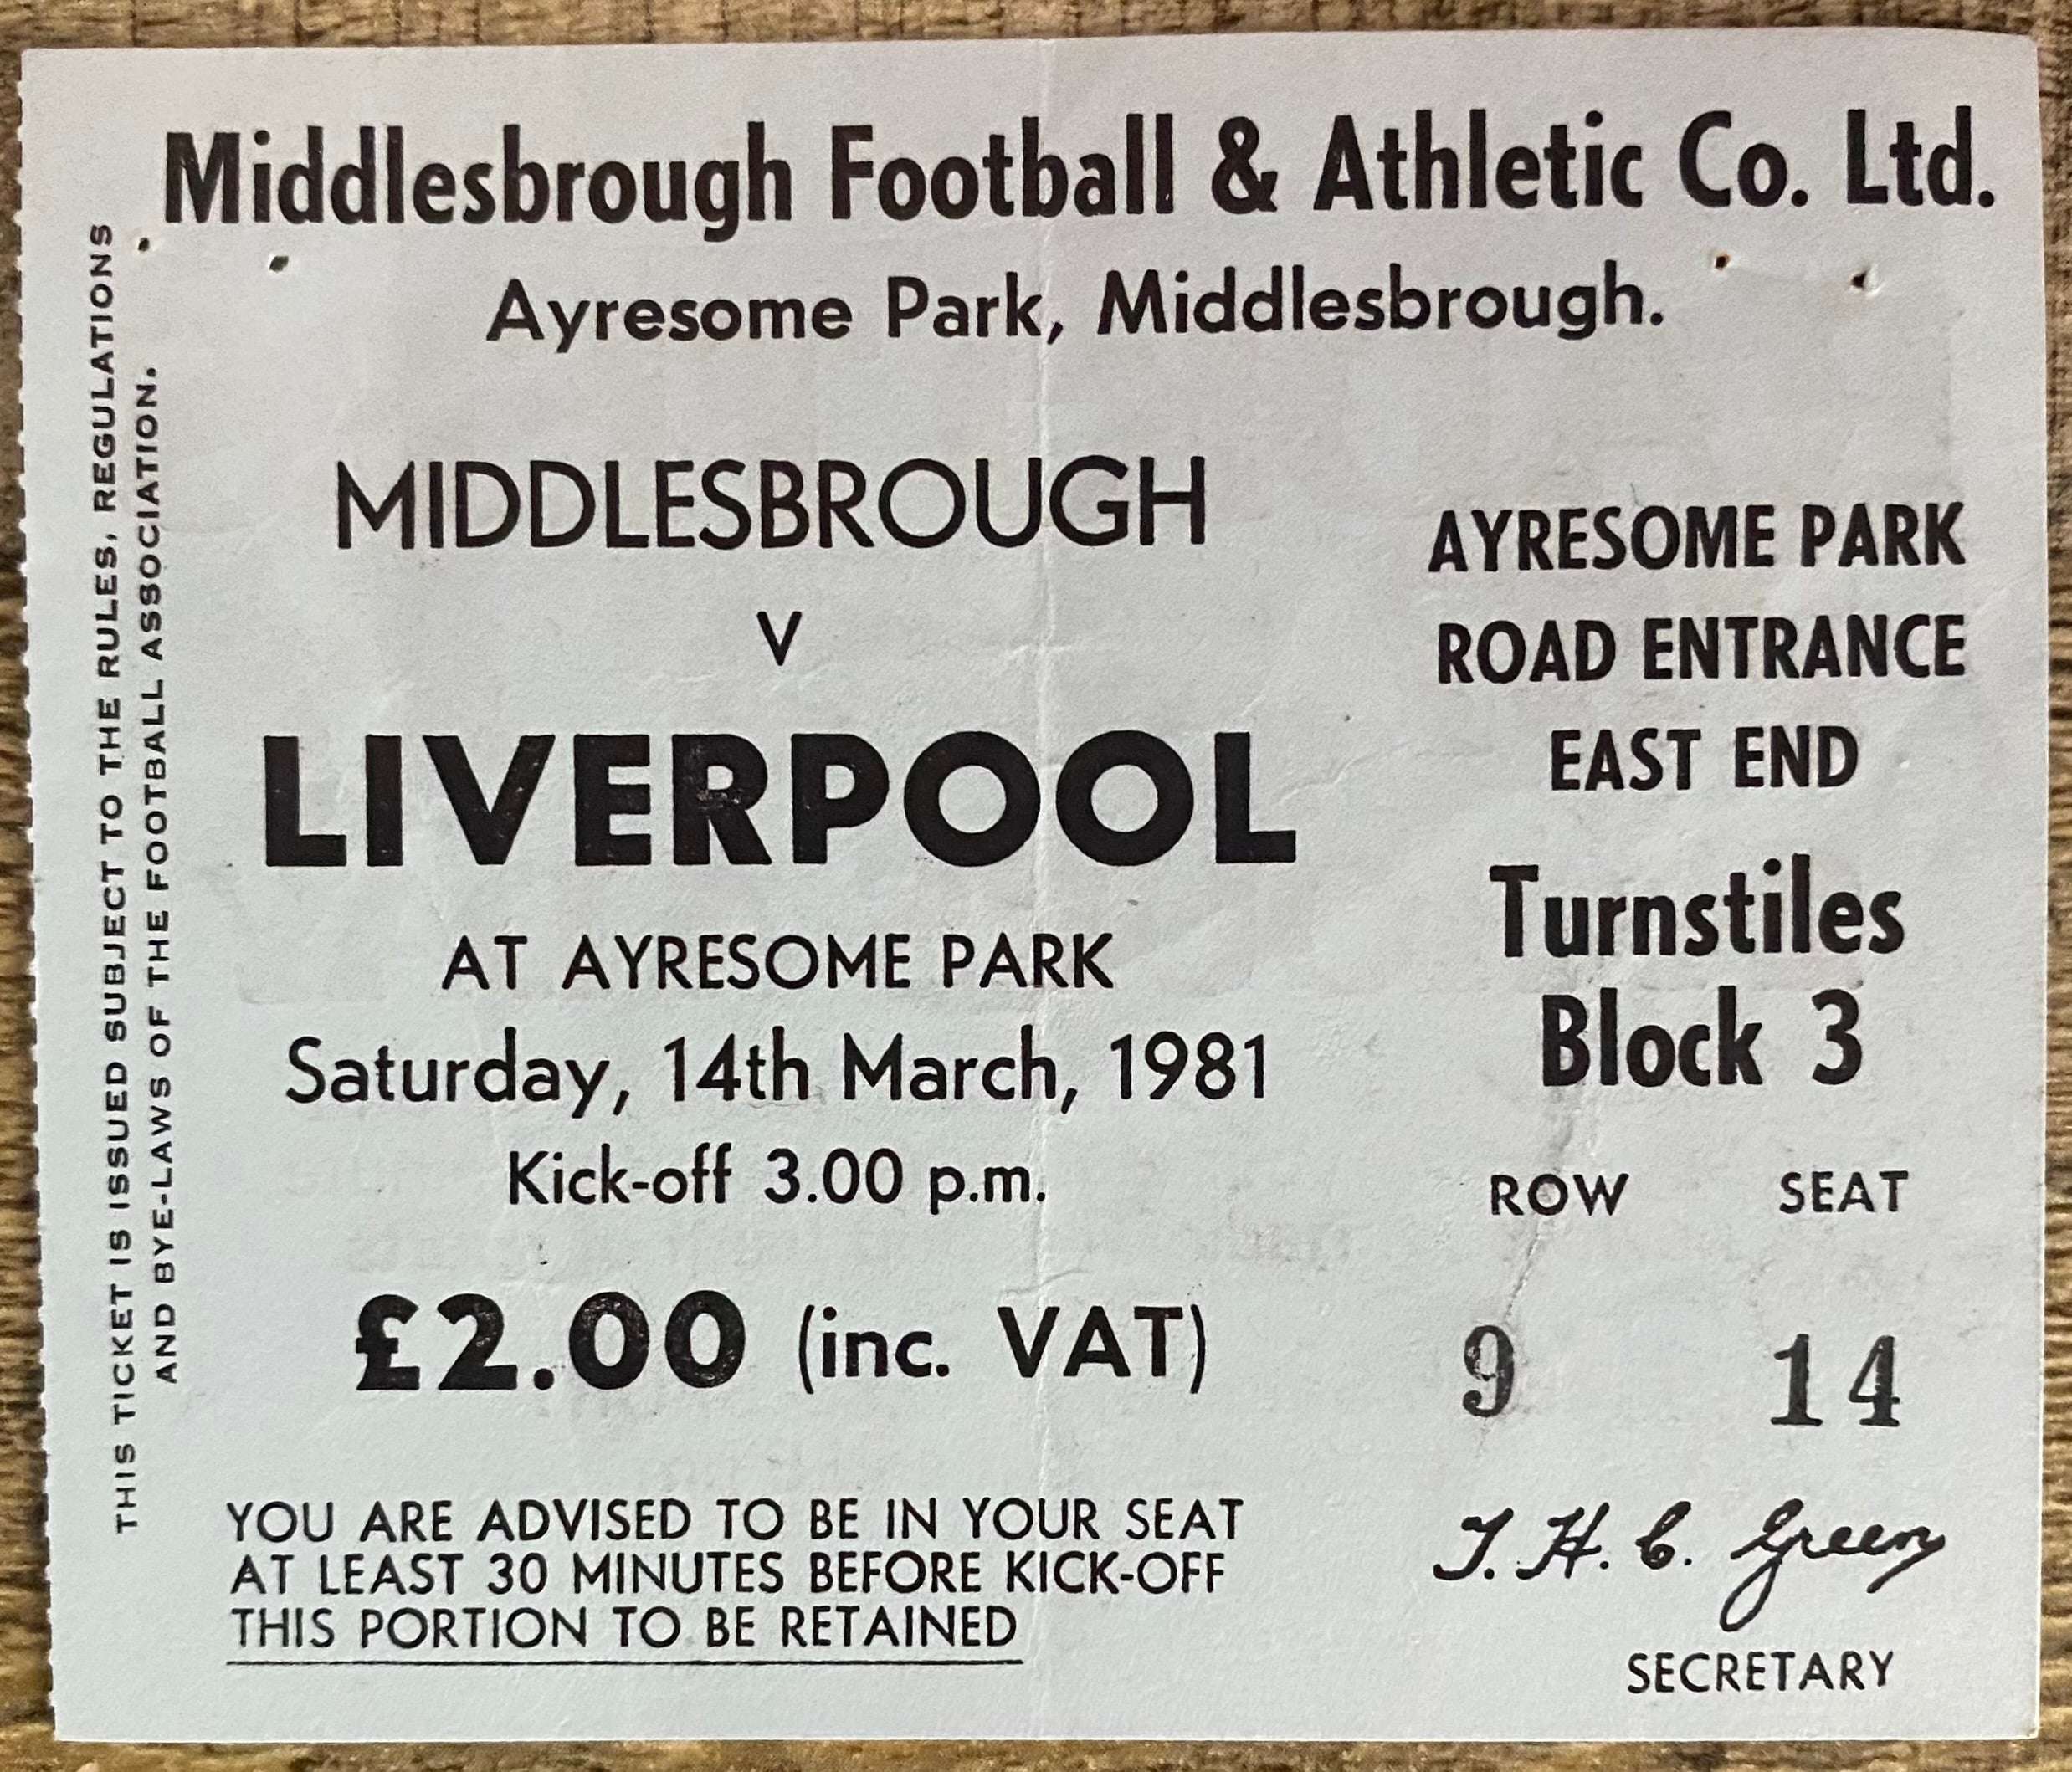 Middlesbrough Football & Athletic Co. Ltd.
Ayresome Park, Middlesbrough.
MIDDLESBROUGH
V
LIVERPOOL
AT AYRESOME PARK
Saturday, 14th March, 1981
Kick-off 3.00 p.m.
£2.00 (inc. VAT)
YOU ARE ADVISED TO BE IN YOUR SEAT
AT LEAST 30 MINUTES BEFORE KICK-OFF
THIS PORTION TO BE RETAINED
AYRESOME PARK
ROAD ENTRANCE
EAST END
Turnstiles
Block 3
ROW SEAT
9 14
T. H. C. Green
SECRETARY
THIS TICKET IS ISSUED SUBJECT TO THE RULES, REGULATIONS
AND BYE-LAWS OF THE FOOTBALL ASSOCIATION.